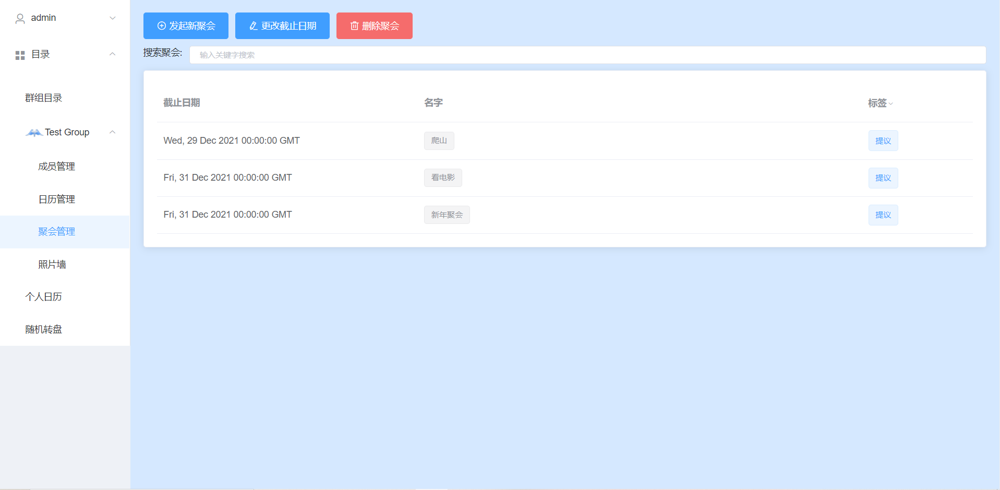 admin
目录
群组目录
Test Group
成员管理
日历管理
聚会管理
照片墙
个人日历
随机转盘
发起新聚会 更改截止日期 删除聚会
搜索聚会: 输入关键字搜索
截止日期 名字 标签
Wed, 29 Dec 2021 00:00:00 GMT 爬山 提议
Fri, 31 Dec 2021 00:00:00 GMT 看电影 提议
Fri, 31 Dec 2021 00:00:00 GMT 新年聚会 提议